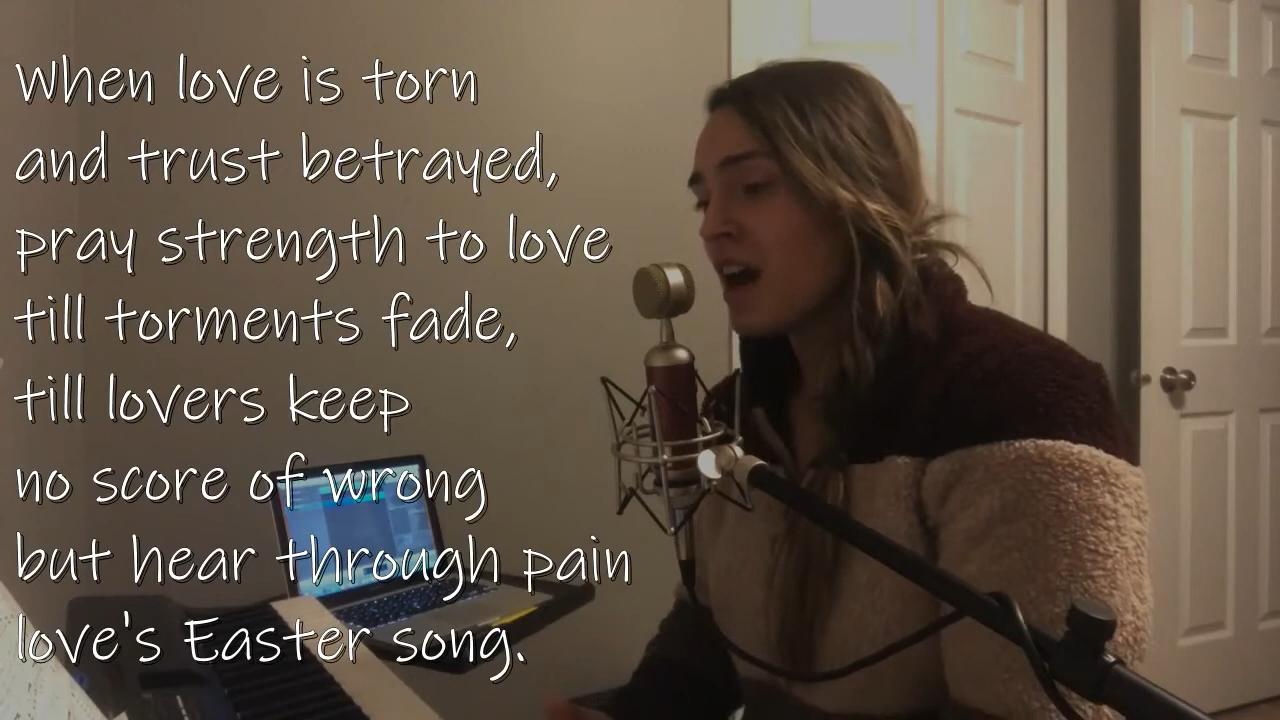 When love is torn
and trust betrayed,
pray strength to love
till torments fade,
till lovers keep
no score of wrong
but hear through pain
love's Easter song.